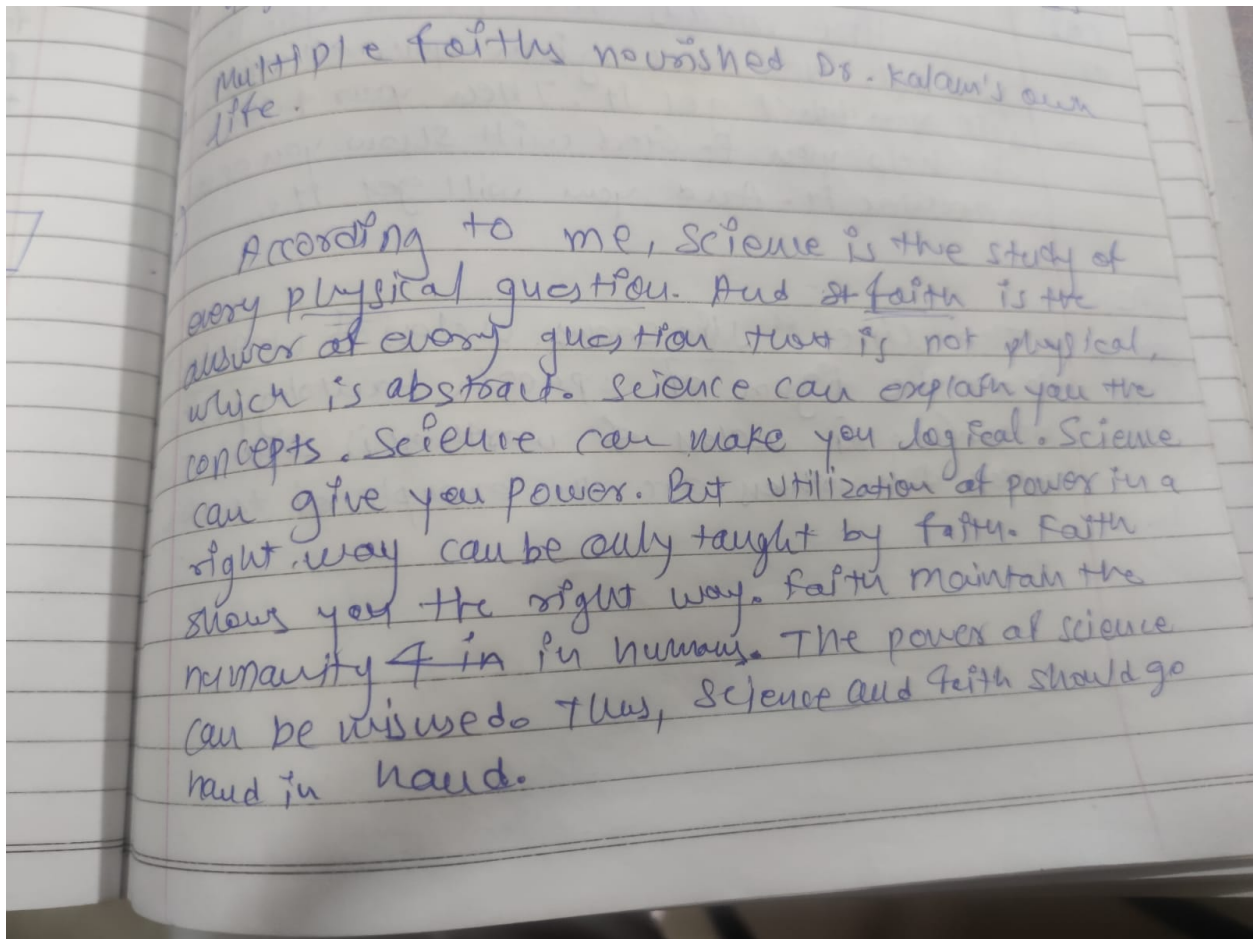 Multiple faiths nourished Dr. Kalam's own
life.
According to me, science is the study of
every physical question. And st faith is the
answer of every question that is not physical,
which is abstract. Science can explain you the
concepts. Science can make you logical. Science
can give you power. But utilization of power in a
right way can be only taught by faith. Faith
shows you the right way. Faith maintain the
humanity & in in humans. The power of science
can be misused. Thus, science and faith should go
hand in hand.